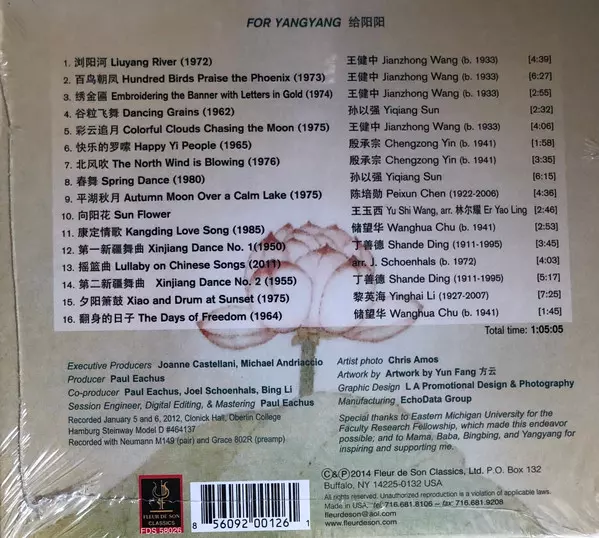 FOR YANGYANG 给阳阳
1. 浏阳河 Liuyang River (1972) 王健中 Jianzhong Wang (b. 1933) [4:39]
2. 百鸟朝凤 Hundred Birds Praise the Phoenix (1973) 王健中 Jianzhong Wang (b. 1933) [6:27]
3. 绣金匾 Embroidering the Banner with Letters in Gold (1974) 王健中 Jianzhong Wang (b. 1933) [2:55]
4. 谷粒飞舞 Dancing Grains (1962) 孙以强 Yiqiang Sun [2:32]
5. 彩云追月 Colorful Clouds Chasing the Moon (1975) 王健中 Jianzhong Wang (b. 1933) [4:06]
6. 快乐的罗嗦 Happy Yi People (1965) 殷承宗 Chengzong Yin (b. 1941) [1:58]
7. 北风吹 The North Wind is Blowing (1976) 殷承宗 Chengzong Yin (b. 1941) [3:35]
8. 春舞 Spring Dance (1980) 孙以强 Yiqiang Sun [6:15]
9. 平湖秋月 Autumn Moon Over a Calm Lake (1975) 陈培勋 Peixun Chen (1922-2006) [4:36]
10. 向阳花 Sun Flower 王玉西 Yu Shi Wang, arr. 林尔耀 Er Yao Ling [2:46]
11. 康定情歌 Kangding Love Song (1985) 储望华 Wanghua Chu (b. 1941) [2:53]
12. 第一新疆舞曲 Xinjiang Dance No. 1(1950) 丁善德 Shande Ding (1911-1995) [3:45]
13. 摇篮曲 Lullaby on Chinese Songs (2011) arr. J. Schoenhals (b. 1972) [4:03]
14. 第二新疆舞曲 Xinjiang Dance No. 2 (1955) 丁善德 Shande Ding (1911-1995) [5:17]
15. 夕阳箫鼓 Xiao and Drum at Sunset (1975) 黎英海 Yinghai Li (1927-2007) [7:25]
16. 翻身的日子 The Days of Freedom (1964) 储望华 Wanghua Chu (b. 1941) [1:45]
Total time: 1:05:05
Executive Producers Joanne Castellani, Michael Andriaccio
Producer Paul Eachus
Co-producer Paul Eachus, Joel Schoenhals, Bing Li
Session Engineer, Digital Editing, & Mastering Paul Eachus
Recorded January 5 and 6, 2012, Clonick Hall, Oberlin College
Hamburg Steinway Model D #464137
Recorded with Neumann M149 (pair) and Grace 802R (preamp)
Artist photo Chris Amos
Artwork by Artwork by Yun Fang 方云
Graphic Design L A Promotional Design & Photography
Manufacturing EchoData Group
Special thanks to Eastern Michigan University for the
Faculty Research Fellowship, which made this endeavor
possible; and to Mama, Baba, Bingbing, and Yangyang for
inspiring and supporting me.
FLEUR DE SON
CLASSICS
FDS 58026
8 56092 00126 1
©&℗2014 Fleur de Son Classics, Ltd. P.O. Box 132
Buffalo, NY 14225-0132 USA
All rights reserved. Unauthorized reproduction is a violation of applicable laws.
Made in USA. tel. 716.681.8106 - fax: 716.681.9208
fleurdeson@aol.com
www.fleurdeson.com